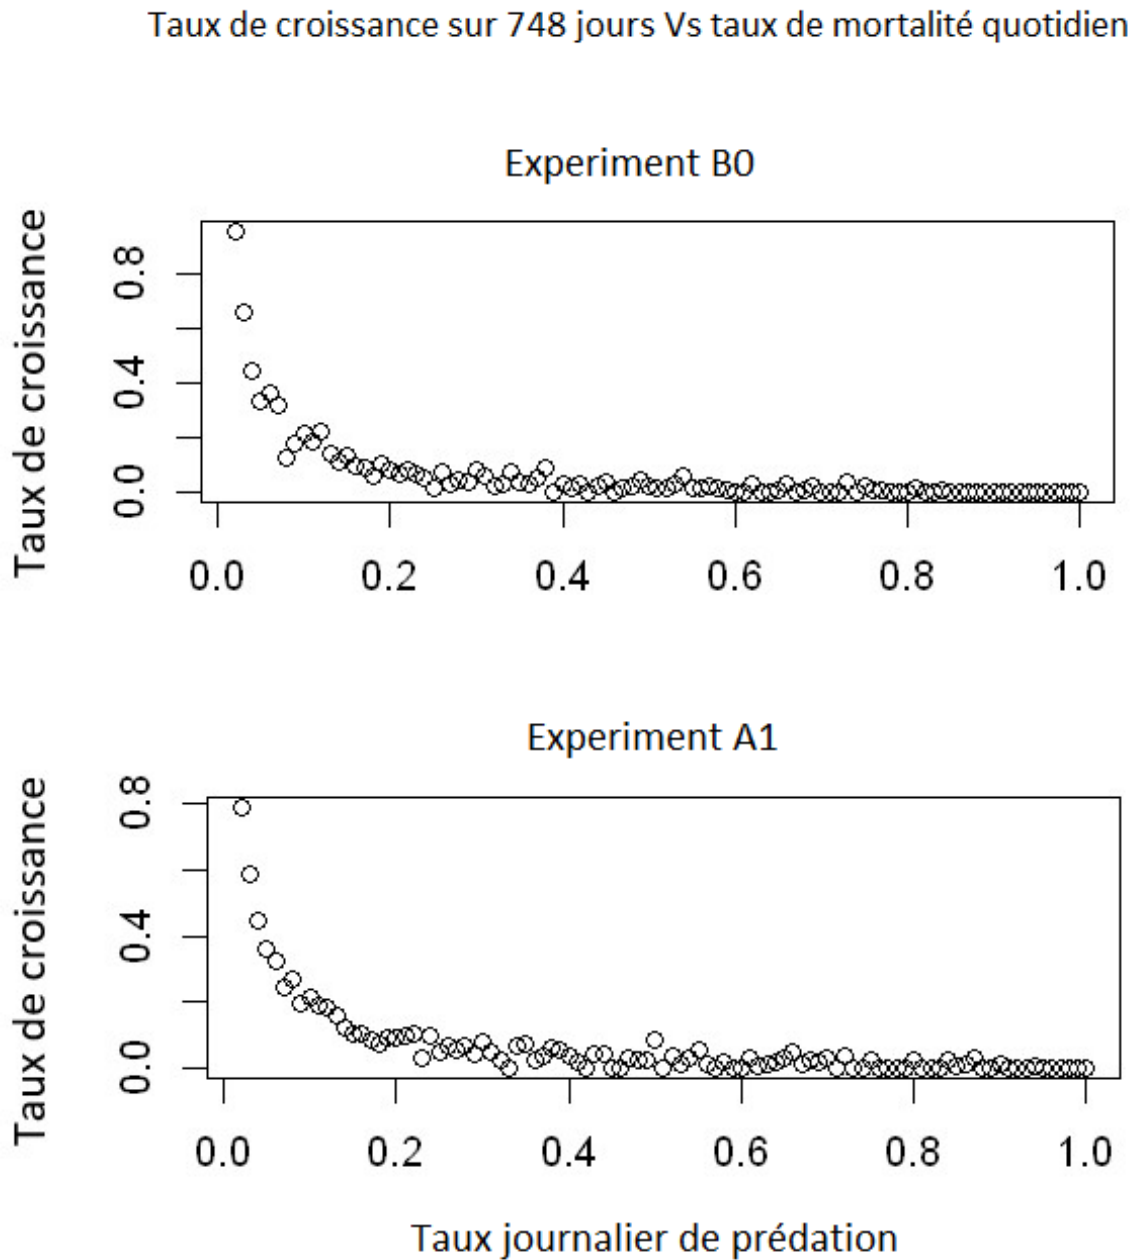 Taux de croissance sur 748 jours Vs taux de mortalité quotidien
Experiment B0
Taux de croissance
0.8
0.4
0.0
0.0 0.2 0.4 0.6 0.8 1.0
Experiment A1
Taux de croissance
0.8
0.4
0.0
0.0 0.2 0.4 0.6 0.8 1.0
Taux journalier de prédation